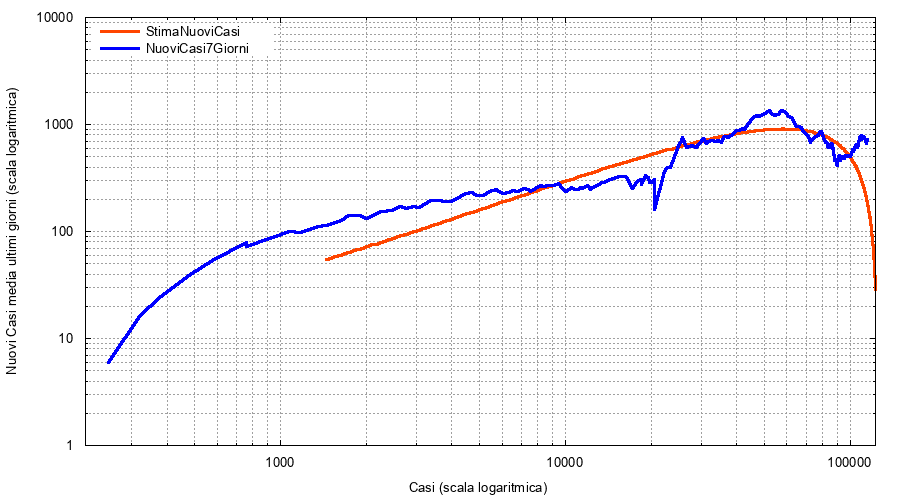 StimaNuoviCasi
NuoviCasi7Giorni
Nuovi Casi media ultimi giorni (scala logaritmica)
10000
1000
100
10
1
1000
10000
100000
Casi (scala logaritmica)